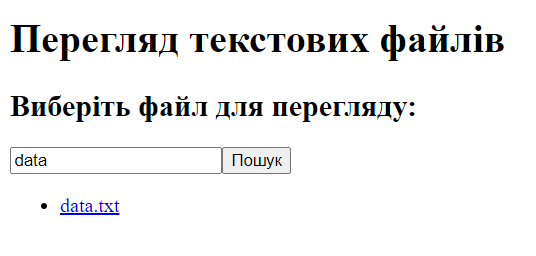 Перегляд текстових файлів
Виберіть файл для перегляду:
data Пошук
data.txt